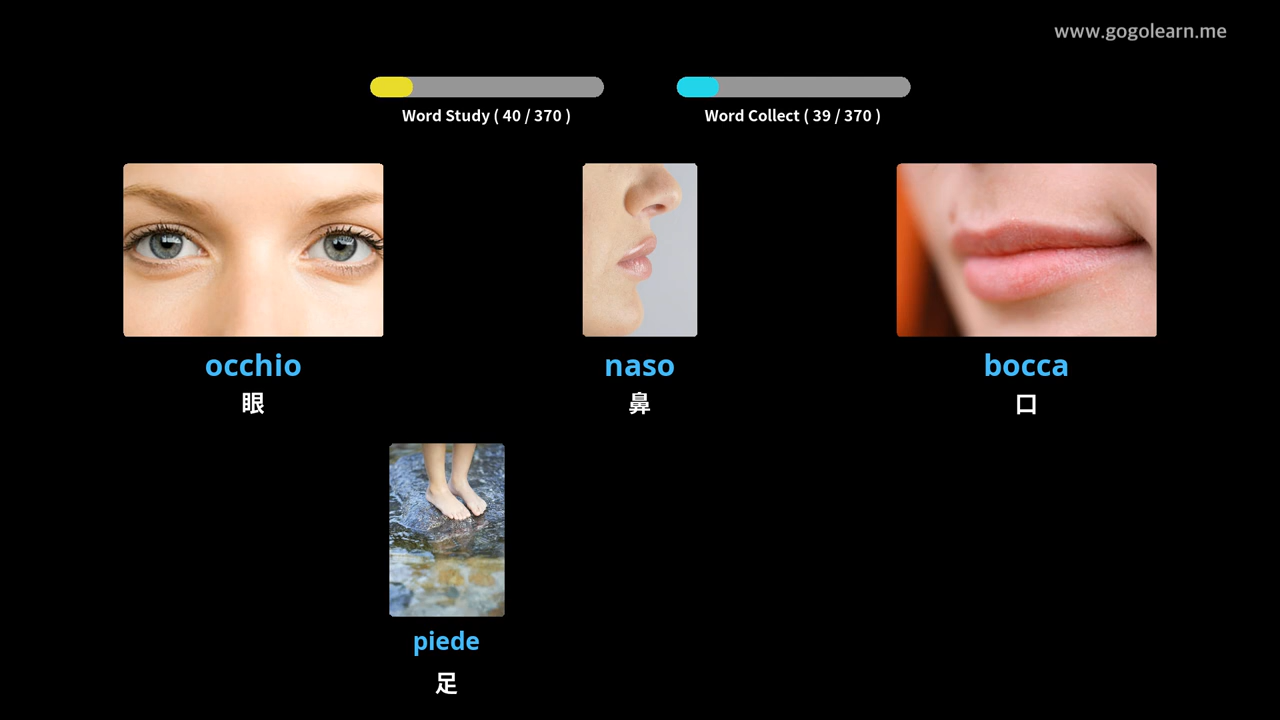 www.gogolearn.me
Word Study ( 40 / 370 )
Word Collect ( 39 / 370 )
occhio
眼
naso
鼻
bocca
口
piede
足